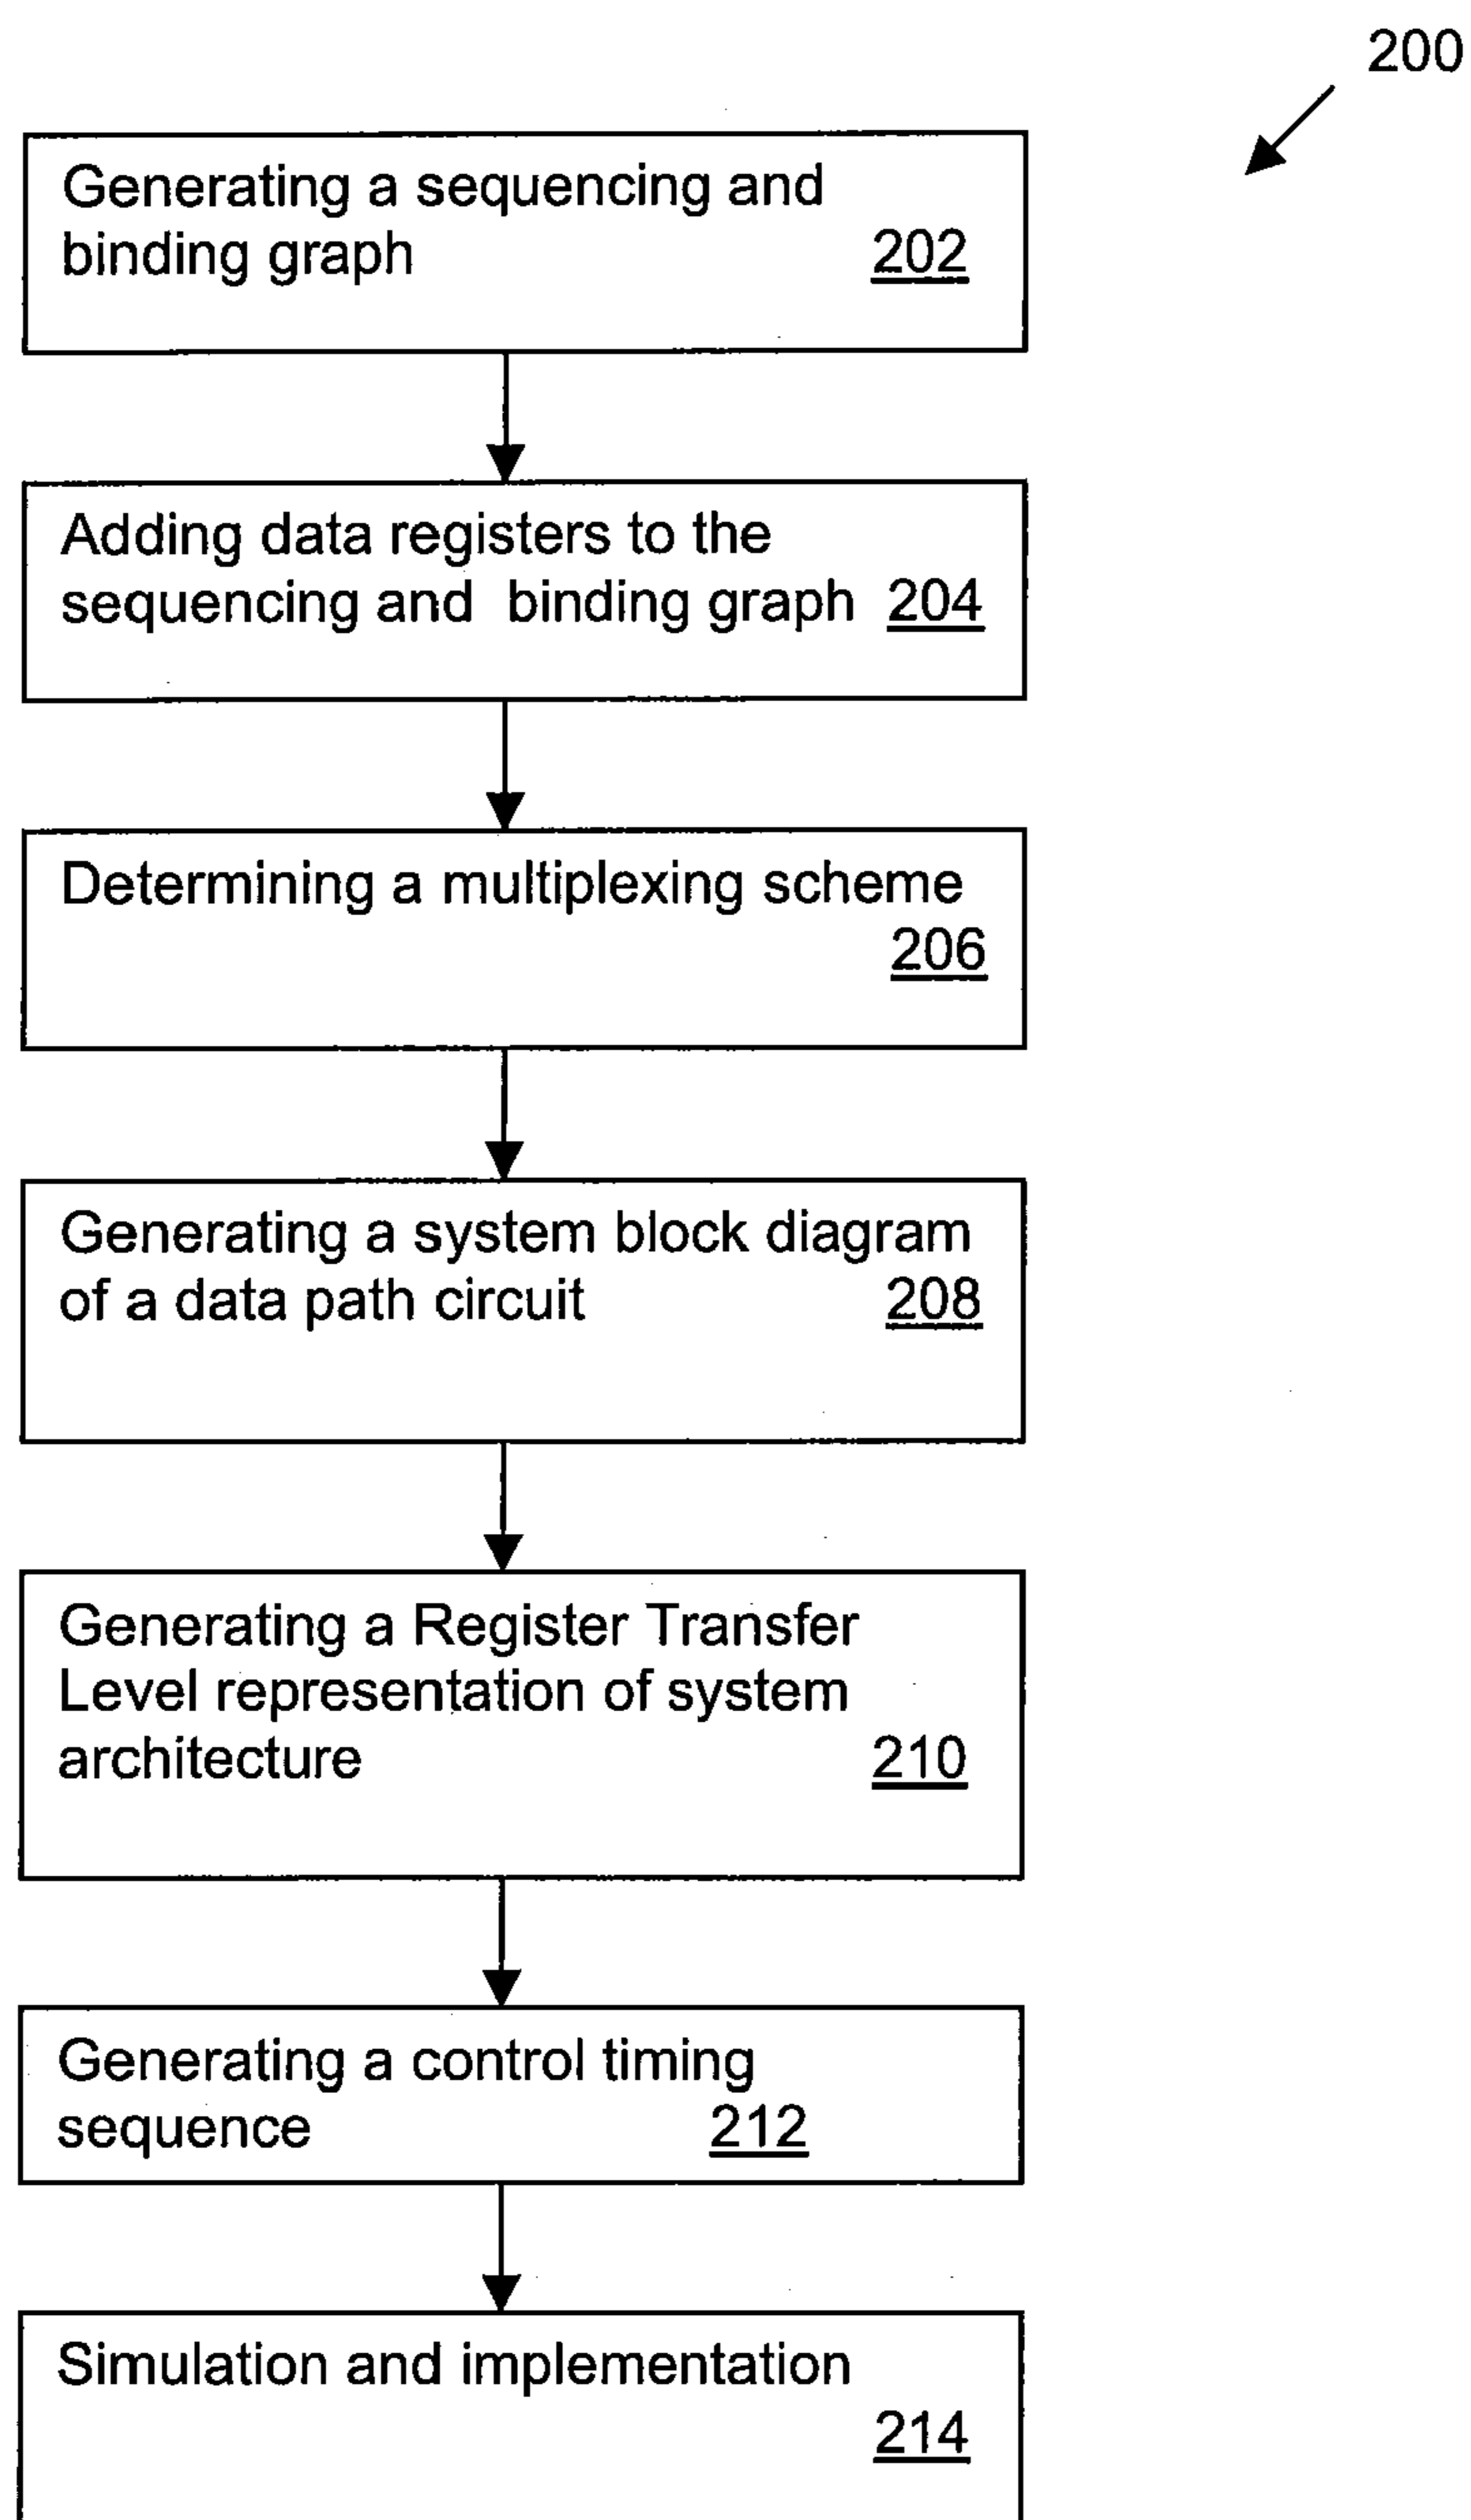 200
Generating a sequencing and
binding graph 202
Adding data registers to the
sequencing and binding graph 204
Determining a multiplexing scheme
206
Generating a system block diagram
of a data path circuit 208
Generating a Register Transfer
Level representation of system
architecture 210
Generating a control timing
sequence 212
Simulation and implementation
214